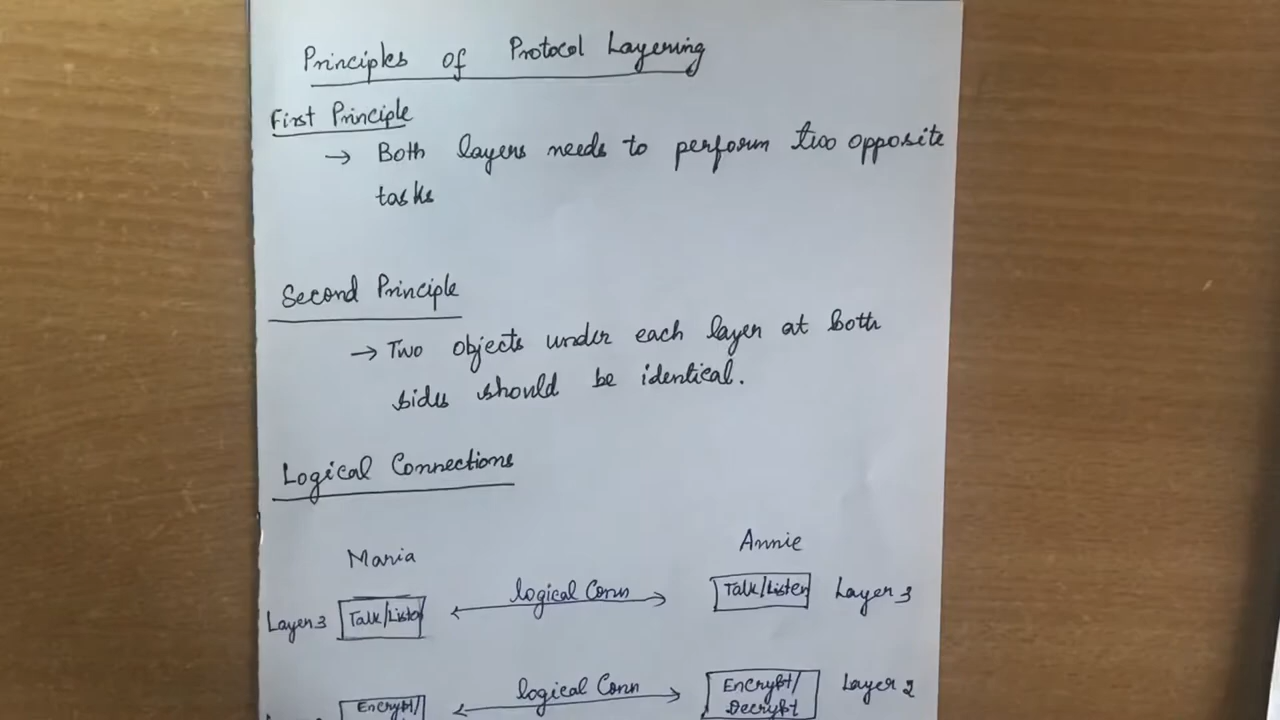 Principles of Protocol Layering
First Principle
→ Both layers needs to perform two opposite
tasks
Second Principle
→ Two objects under each layer at both
sides should be identical.
Logical Connections
Maria Annie
Layer 3 Talk/Listen logical Conn Talk/Listen Layer 3
Encrypt/ logical Conn Encrypt/ Layer 2
Decrypt